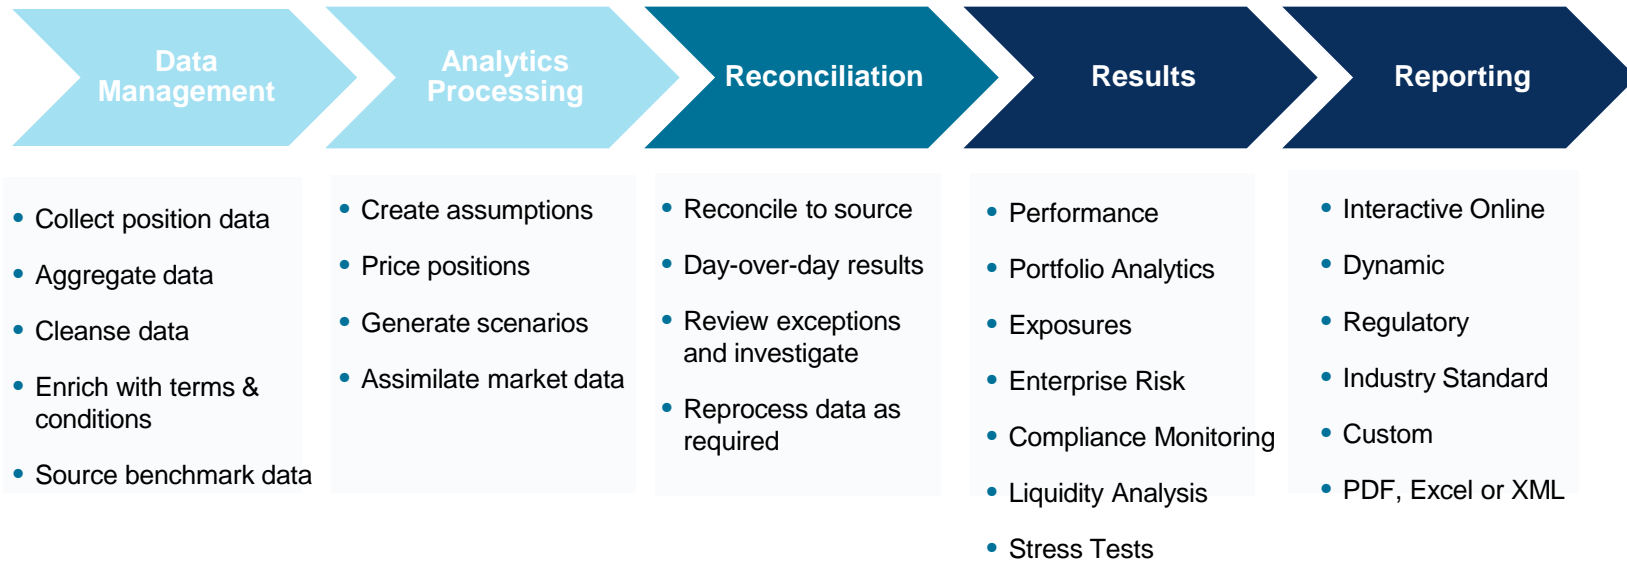 Data
Management
Analytics
Processing
Reconciliation
Results
Reporting
• Collect position data
• Aggregate data
• Cleanse data
• Enrich with terms &
conditions
• Source benchmark data
• Create assumptions
• Price positions
• Generate scenarios
• Assimilate market data
• Reconcile to source
• Day-over-day results
• Review exceptions
and investigate
• Reprocess data as
required
• Performance
• Portfolio Analytics
• Exposures
• Enterprise Risk
• Compliance Monitoring
• Liquidity Analysis
• Stress Tests
• Interactive Online
• Dynamic
• Regulatory
• Industry Standard
• Custom
• PDF, Excel or XML